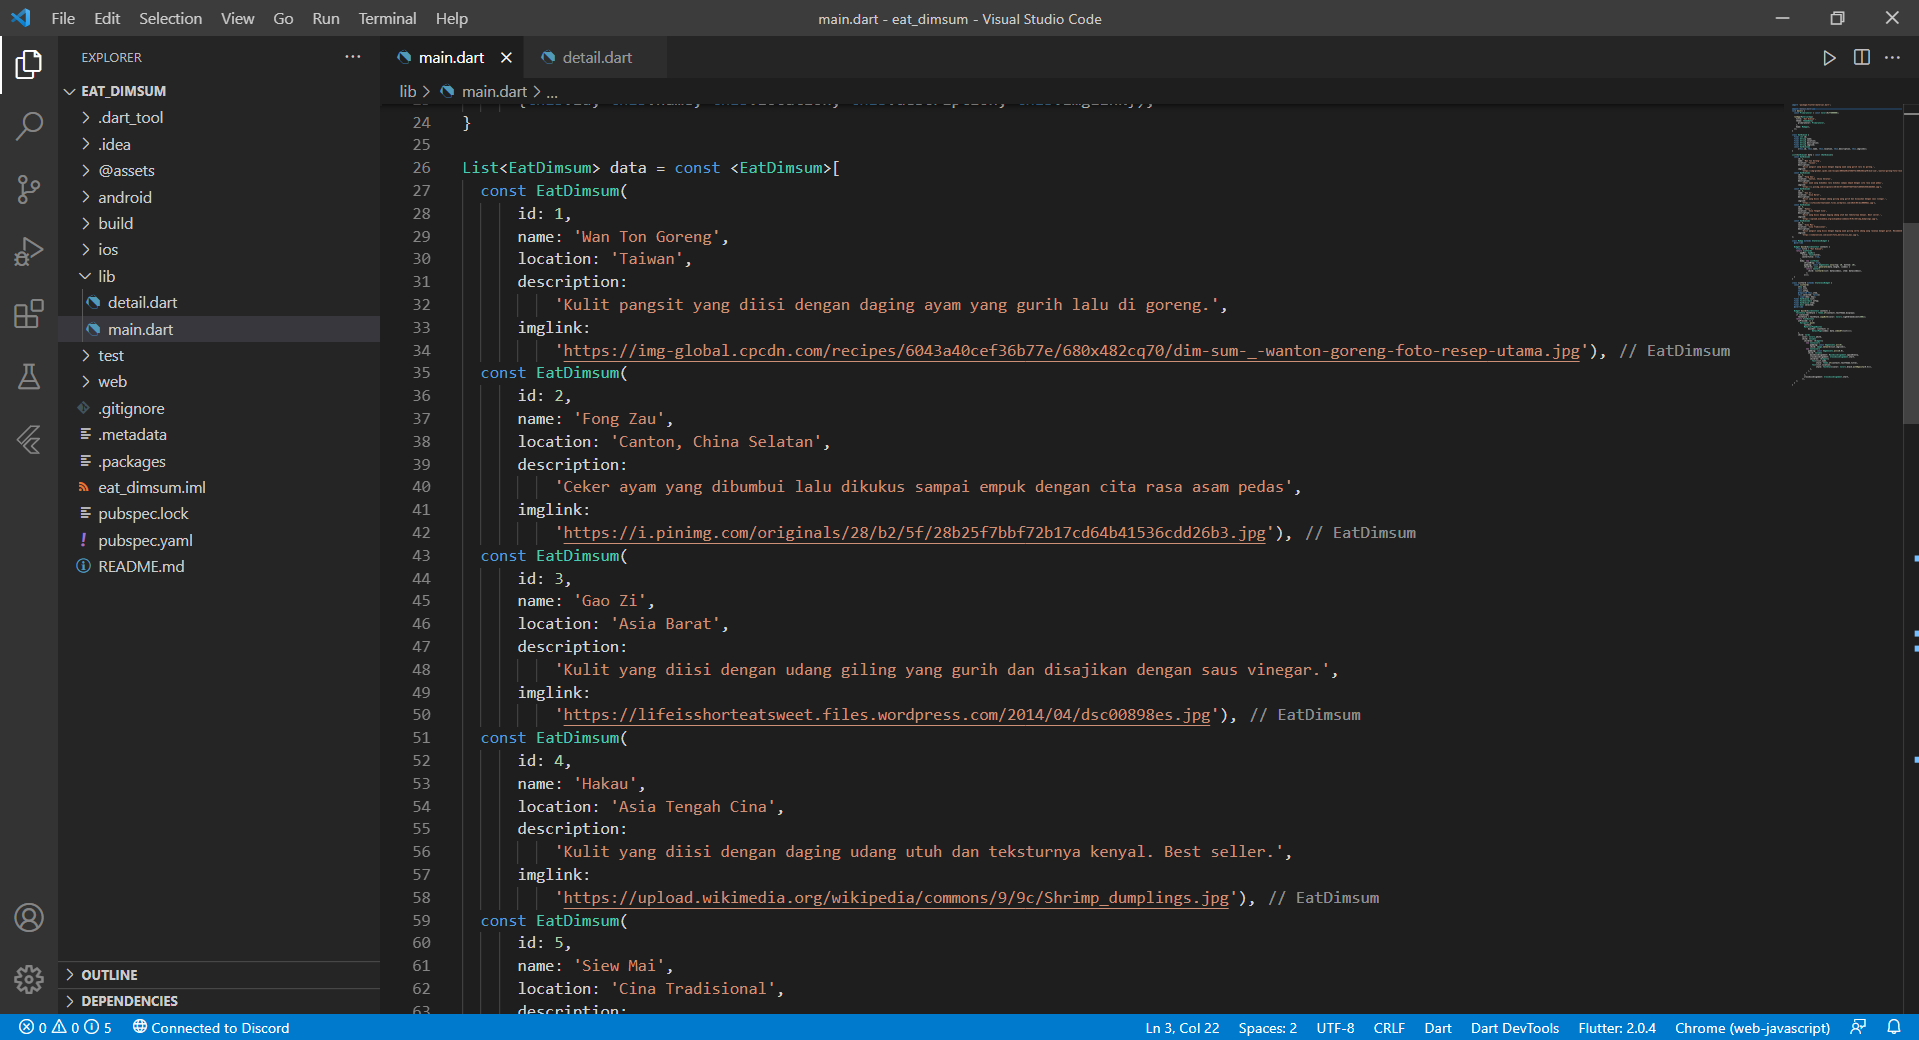 File Edit Selection View Go Run Terminal Help
main.dart - eat_dimsum - Visual Studio Code
EXPLORER
EAT_DIMSUM
.dart_tool
.idea
@assets
android
build
ios
lib
detail.dart
main.dart
test
web
.gitignore
.metadata
.packages
eat_dimsum.iml
pubspec.lock
pubspec.yaml
README.md
OUTLINE
DEPENDENCIES
main.dart detail.dart
lib > main.dart > ...
24 }
25
26 List<EatDimsum> data = const <EatDimsum>[
27 const EatDimsum(
28 id: 1,
29 name: 'Wan Ton Goreng',
30 location: 'Taiwan',
31 description:
32 'Kulit pangsit yang diisi dengan daging ayam yang gurih lalu di goreng.',
33 imglink:
34 'https://img-global.cpcdn.com/recipes/6043a40cef36b77e/680x482cq70/dim-sum-_-wanton-goreng-foto-resep-utama.jpg'), // EatDimsum
35 const EatDimsum(
36 id: 2,
37 name: 'Fong Zau',
38 location: 'Canton, China Selatan',
39 description:
40 'Ceker ayam yang dibumbui lalu dikukus sampai empuk dengan cita rasa asam pedas',
41 imglink:
42 'https://i.pinimg.com/originals/28/b2/5f/28b25f7bbf72b17cd64b41536cdd26b3.jpg'), // EatDimsum
43 const EatDimsum(
44 id: 3,
45 name: 'Gao Zi',
46 location: 'Asia Barat',
47 description:
48 'Kulit yang diisi dengan udang giling yang gurih dan disajikan dengan saus vinegar.',
49 imglink:
50 'https://lifeisshorteatsweet.files.wordpress.com/2014/04/dsc00898es.jpg'), // EatDimsum
51 const EatDimsum(
52 id: 4,
53 name: 'Hakau',
54 location: 'Asia Tengah Cina',
55 description:
56 'Kulit yang diisi dengan daging udang utuh dan teksturnya kenyal. Best seller.',
57 imglink:
58 'https://upload.wikimedia.org/wikipedia/commons/9/9c/Shrimp_dumplings.jpg'), // EatDimsum
59 const EatDimsum(
60 id: 5,
61 name: 'Siew Mai',
62 location: 'Cina Tradisional',
63 description:
0 0 5 Connected to Discord
Ln 3, Col 22 Spaces: 2 UTF-8 CRLF Dart Dart DevTools Flutter: 2.0.4 Chrome (web-javascript)